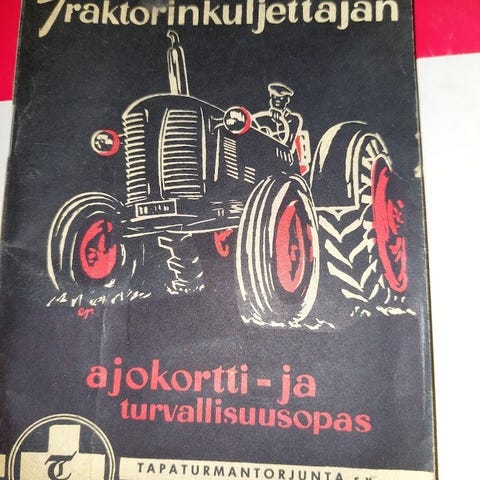 Traktorinkuljettajan
ajokortti - ja
turvallisuusopas
T
TAPATURMANTORJUNTA r.y.